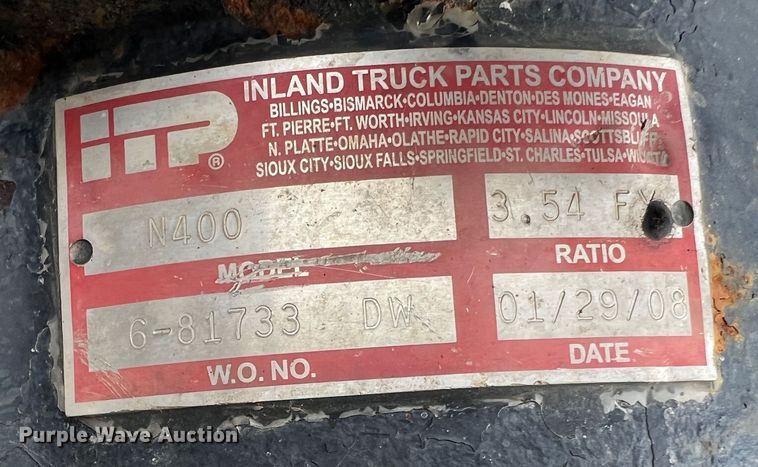 ITP®
INLAND TRUCK PARTS COMPANY
BILLINGS•BISMARCK•COLUMBIA•DENTON•DES MOINES•EAGAN
FT. PIERRE•FT. WORTH•IRVING•KANSAS CITY•LINCOLN•MISSOULA
N. PLATTE•OMAHA•OLATHE•RAPID CITY•SALINA•SCOTTSBLUFF
SIOUX CITY•SIOUX FALLS•SPRINGFIELD•ST. CHARLES•TULSA•WICHITA
N400 3.54 FX
MODEL RATIO
6-81733 DW 01/29/08
W.O. NO. DATE
Purple Wave Auction